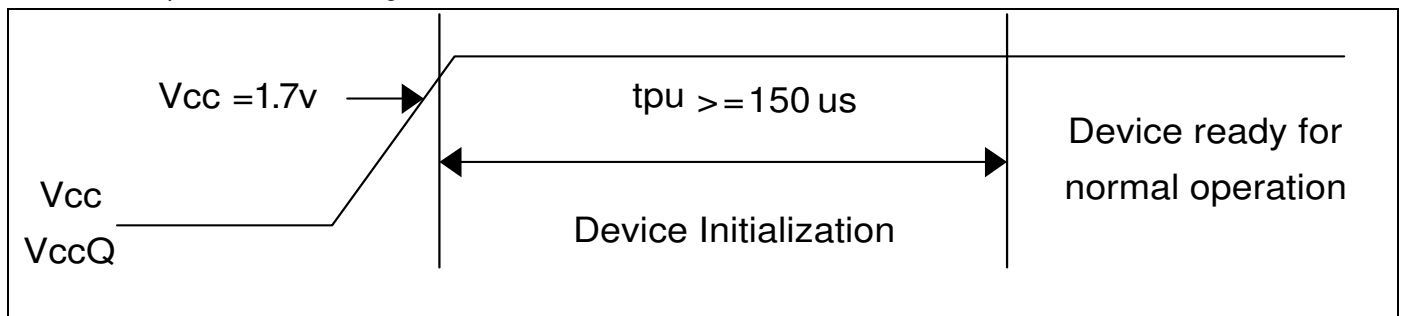 Vcc =1.7v
tpu >=150 us
Device ready for
normal operation
Vcc
VccQ
Device Initialization